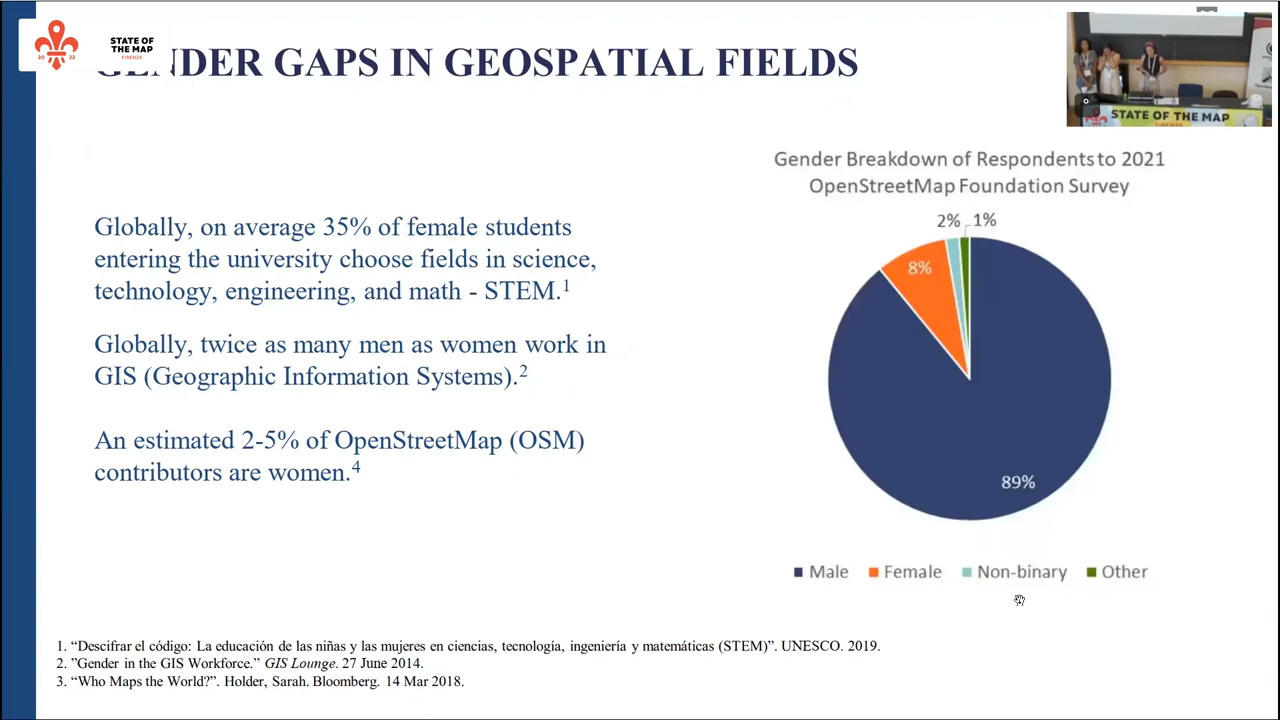 STATE OF
THE MAP
FIRENZE
20 22
GENDER GAPS IN GEOSPATIAL FIELDS
STATE OF THE MAP
FIRENZE
Globally, on average 35% of female students
entering the university choose fields in science,
technology, engineering, and math - STEM.1
Globally, twice as many men as women work in
GIS (Geographic Information Systems).2
An estimated 2-5% of OpenStreetMap (OSM)
contributors are women.4
Gender Breakdown of Respondents to 2021
OpenStreetMap Foundation Survey
2% 1%
8%
89%
Male Female Non-binary Other
1. “Descifrar el código: La educación de las niñas y las mujeres en ciencias, tecnología, ingeniería y matemáticas (STEM)”. UNESCO. 2019.
2. ”Gender in the GIS Workforce.” GIS Lounge. 27 June 2014.
3. “Who Maps the World?”. Holder, Sarah. Bloomberg. 14 Mar 2018.